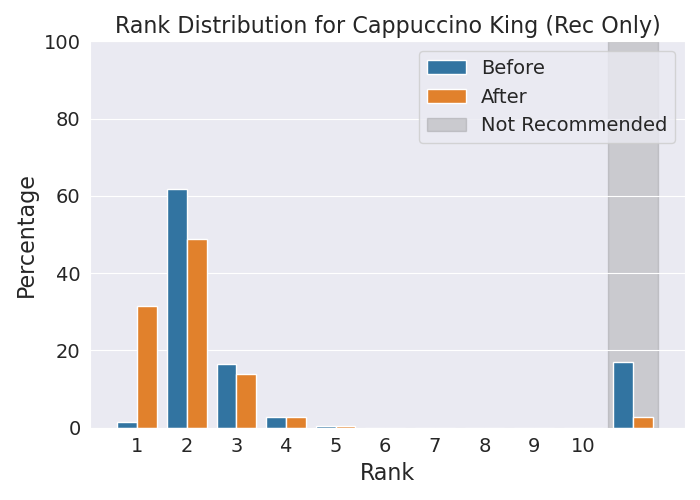 Rank Distribution for Cappuccino King (Rec Only)
100
80
60
40
20
0
Percentage
Before
After
Not Recommended
1 2 3 4 5 6 7 8 9 10
Rank